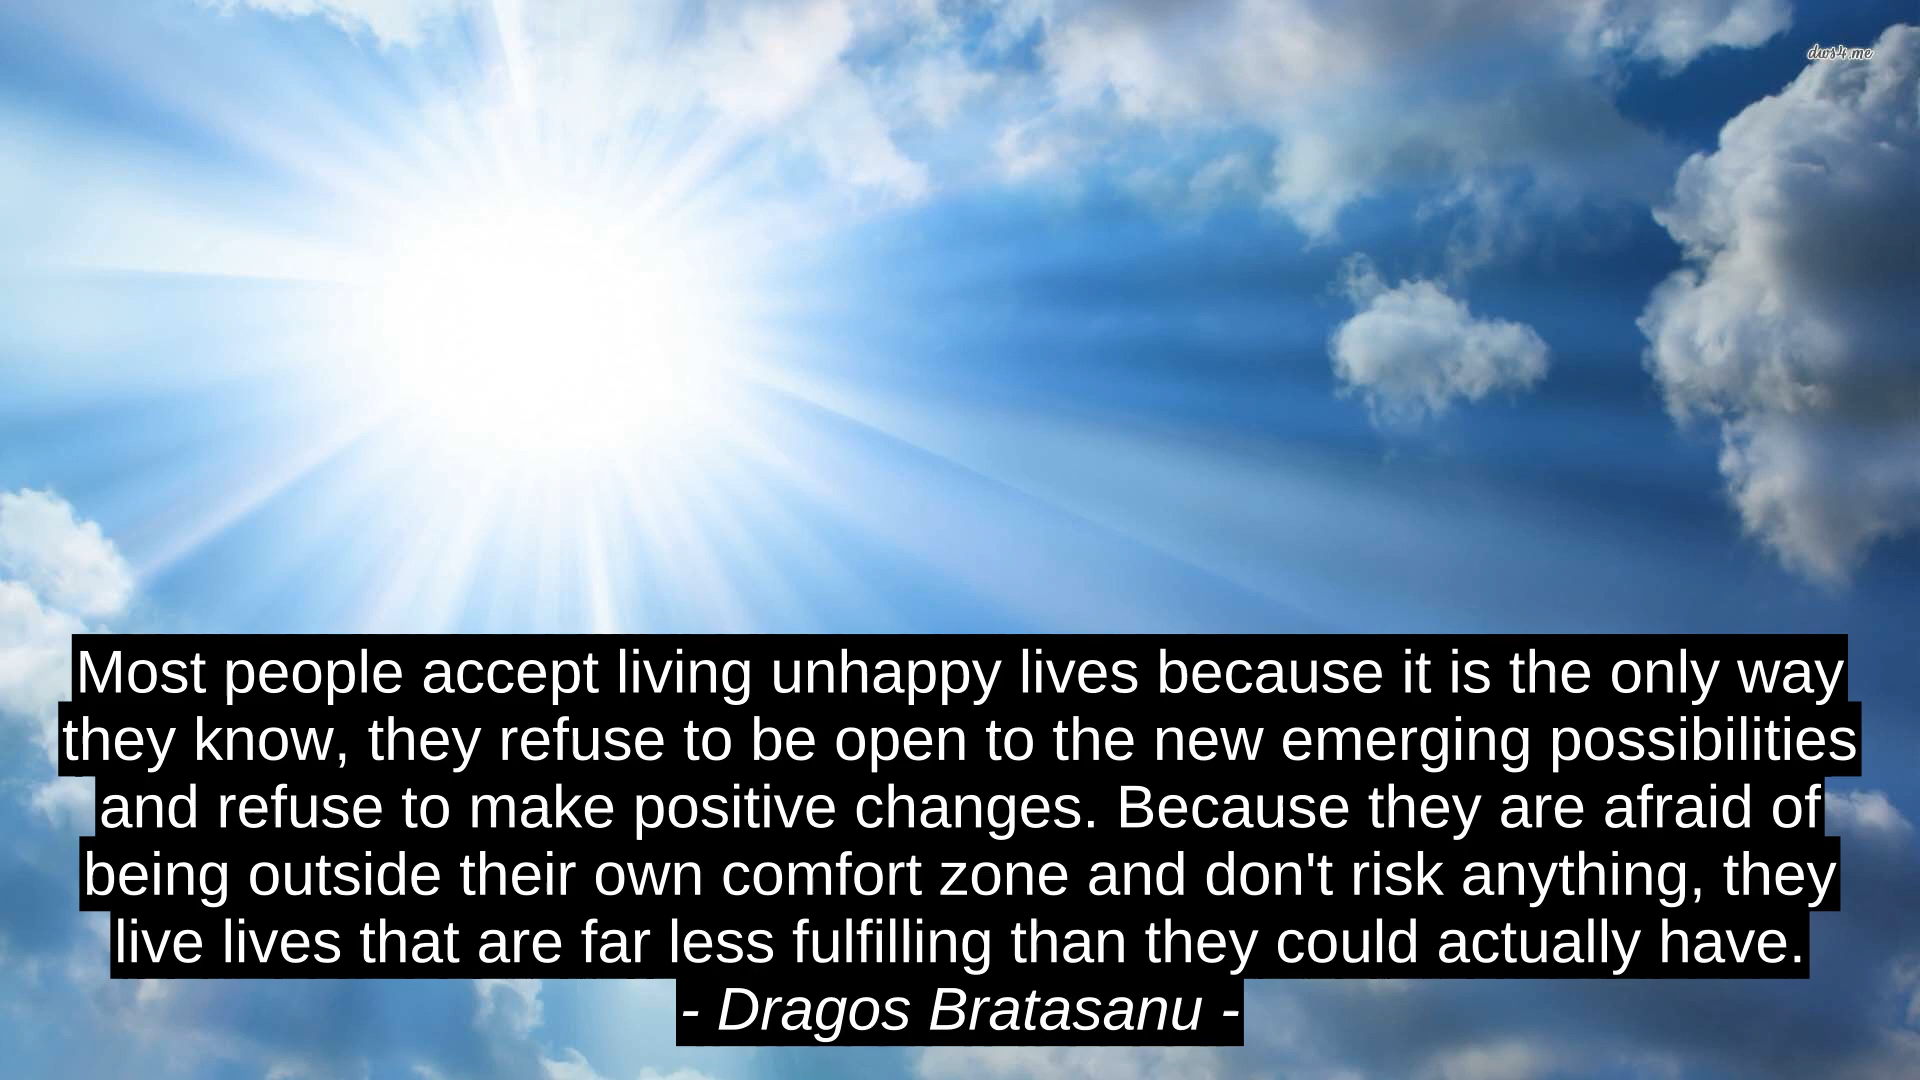 dws4.me
Most people accept living unhappy lives because it is the only way
they know, they refuse to be open to the new emerging possibilities
and refuse to make positive changes. Because they are afraid of
being outside their own comfort zone and don't risk anything, they
live lives that are far less fulfilling than they could actually have.
- Dragos Bratasanu -